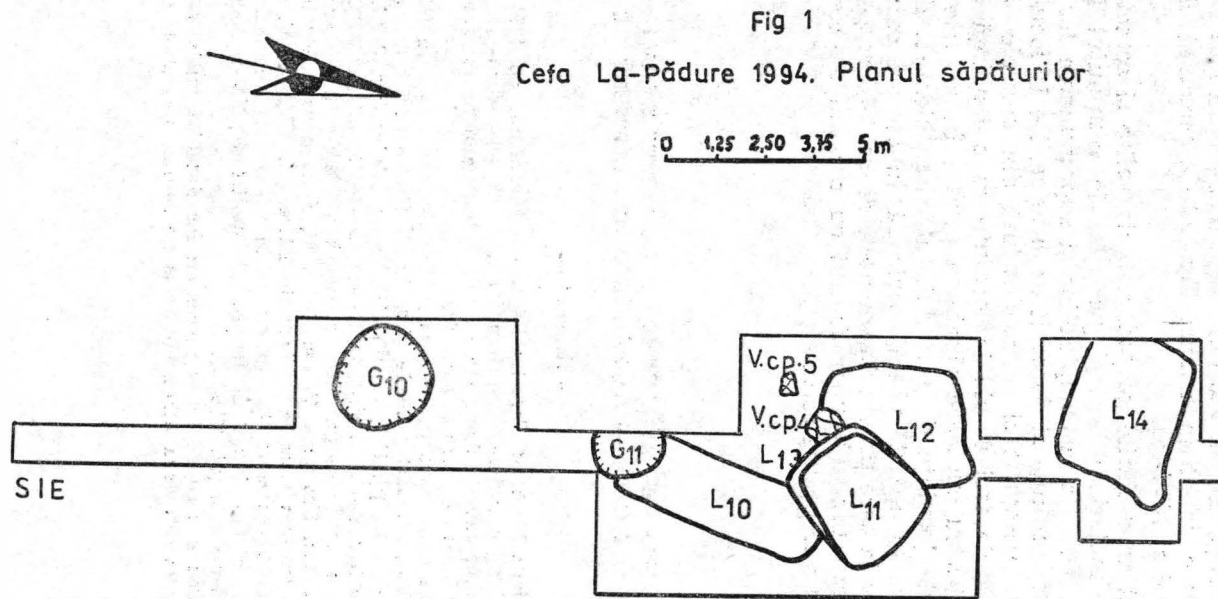 Fig 1
Cefa La-Pădure 1994. Planul săpăturilor
0 1,25 2,50 3,75 5 m
G10
V.cp.5
V.cp.4
L12
L14
G11
L13
L10
L11
SIE